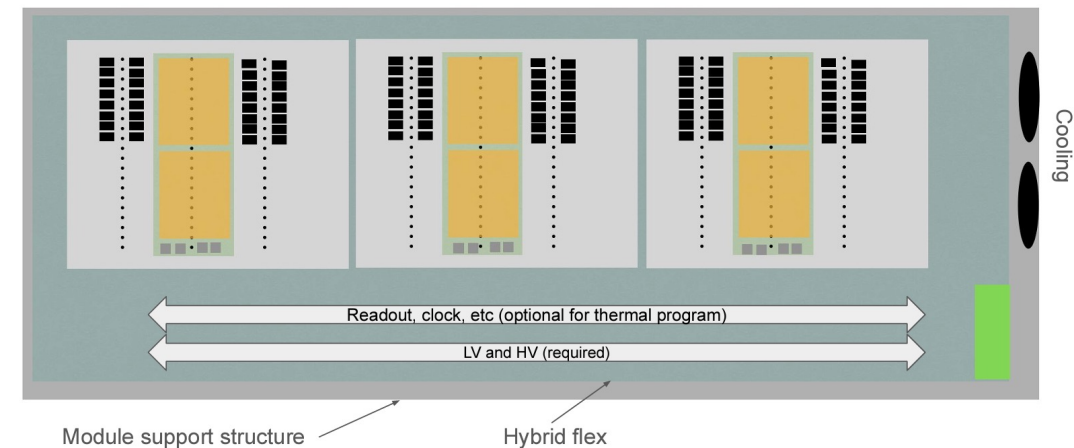 Cooling
Readout, clock, etc (optional for thermal program)
LV and HV (required)
Module support structure
Hybrid flex